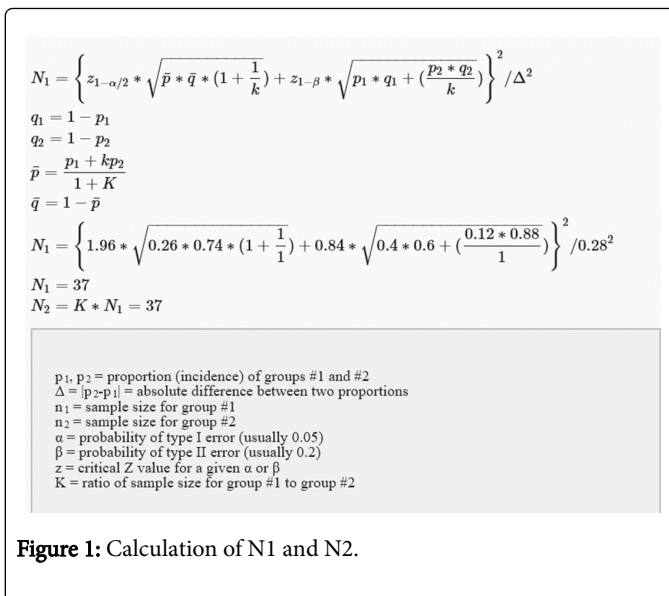 N₁ = { z₁₋α/₂ * √(p̄ * q̄ * (1 + 1/k)) + z₁₋β * √(p₁ * q₁ + (p₂ * q₂/k)) }² /Δ²
q₁ = 1 − p₁
q₂ = 1 − p₂
p̄ = (p₁ + kp₂)/(1 + K)
q̄ = 1 − p̄
N₁ = { 1.96 * √(0.26 * 0.74 * (1 + 1/1)) + 0.84 * √(0.4 * 0.6 + (0.12 * 0.88/1)) }² /0.28²
N₁ = 37
N₂ = K * N₁ = 37
p₁, p₂ = proportion (incidence) of groups #1 and #2
Δ = |p₂-p₁| = absolute difference between two proportions
n₁ = sample size for group #1
n₂ = sample size for group #2
α = probability of type I error (usually 0.05)
β = probability of type II error (usually 0.2)
z = critical Z value for a given α or β
K = ratio of sample size for group #1 to group #2
Figure 1: Calculation of N1 and N2.